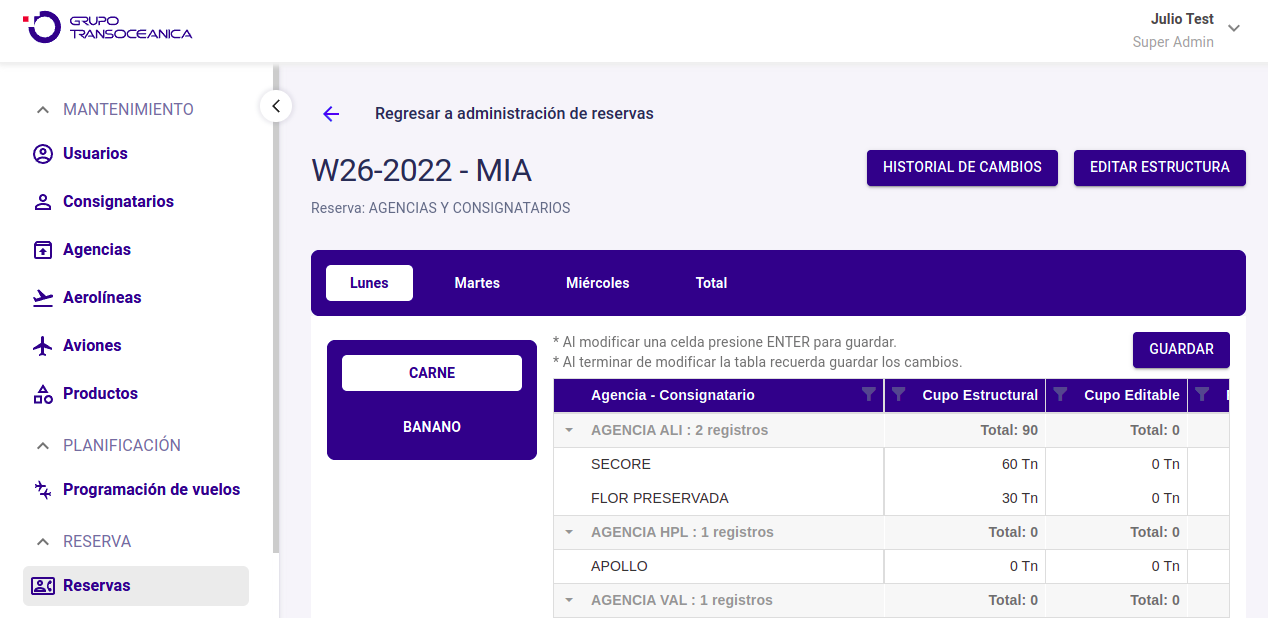 GRUPO
TRANSOCEANICA
Julio Test
Super Admin
MANTENIMIENTO
Usuarios
Consignatarios
Agencias
Aerolíneas
Aviones
Productos
PLANIFICACIÓN
Programación de vuelos
RESERVA
Reservas
Regresar a administración de reservas
W26-2022 - MIA
HISTORIAL DE CAMBIOS
EDITAR ESTRUCTURA
Reserva: AGENCIAS Y CONSIGNATARIOS
Lunes Martes Miércoles Total
CARNE
BANANO
* Al modificar una celda presione ENTER para guardar.
* Al terminar de modificar la tabla recuerda guardar los cambios.
GUARDAR
Agencia - Consignatario Cupo Estructural Cupo Editable
AGENCIA ALI : 2 registros Total: 90 Total: 0
SECORE 60 Tn 0 Tn
FLOR PRESERVADA 30 Tn 0 Tn
AGENCIA HPL : 1 registros Total: 0 Total: 0
APOLLO 0 Tn 0 Tn
AGENCIA VAL : 1 registros Total: 0 Total: 0